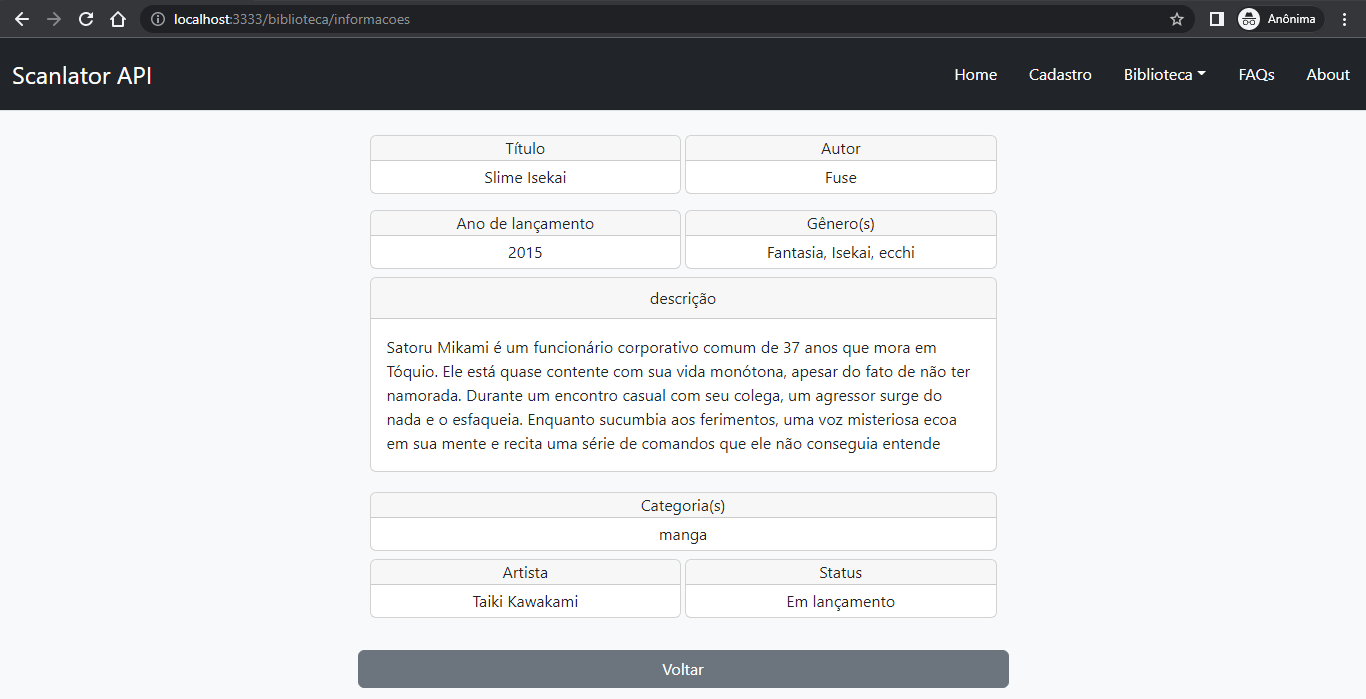 localhost:3333/biblioteca/informacoes
Anônima
Scanlator API
Home
Cadastro
Biblioteca
FAQs
About
Título
Autor
Slime Isekai
Fuse
Ano de lançamento
Gênero(s)
2015
Fantasia, Isekai, ecchi
descrição
Satoru Mikami é um funcionário corporativo comum de 37 anos que mora em
Tóquio. Ele está quase contente com sua vida monótona, apesar do fato de não ter
namorada. Durante um encontro casual com seu colega, um agressor surge do
nada e o esfaqueia. Enquanto sucumbia aos ferimentos, uma voz misteriosa ecoa
em sua mente e recita uma série de comandos que ele não conseguia entende
Categoria(s)
manga
Artista
Status
Taiki Kawakami
Em lançamento
Voltar